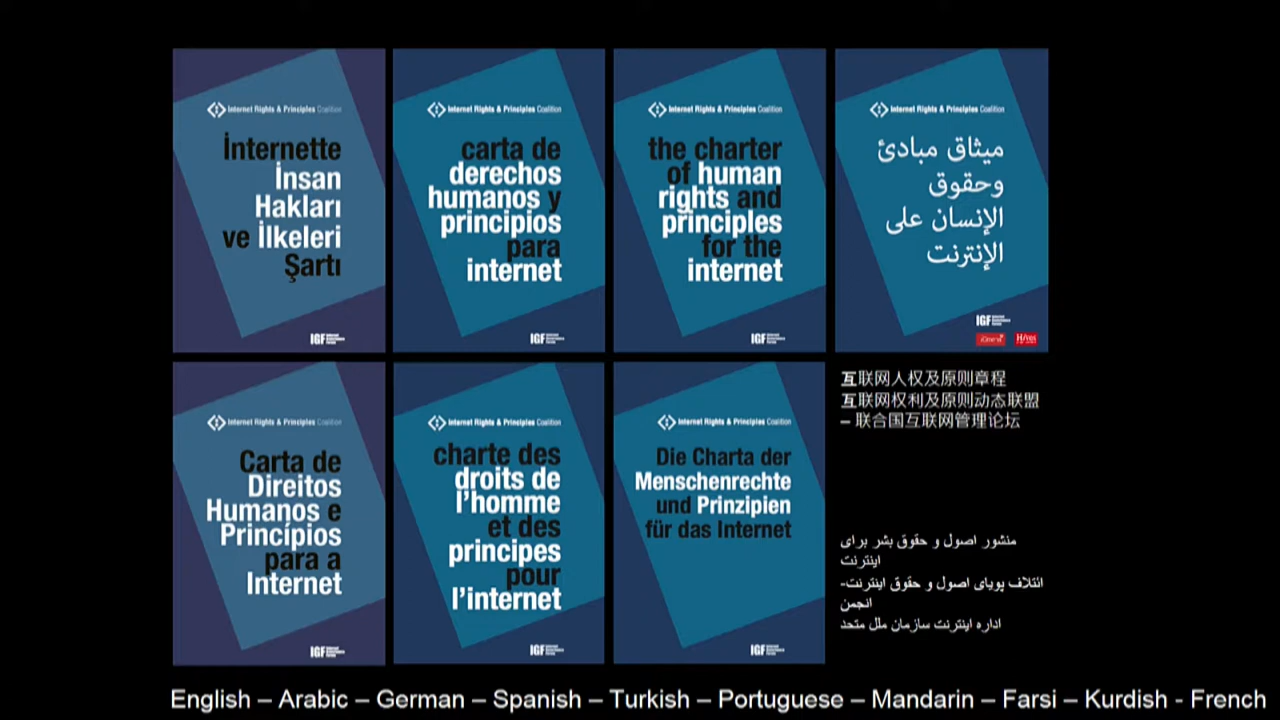 Internet Rights & Principles Coalition
İnternette
İnsan
Hakları
ve İlkeleri
Şartı
IGF
Internet Rights & Principles Coalition
carta de
derechos
humanos y
principios
para
internet
IGF
Internet Rights & Principles Coalition
the charter
of human
rights and
principles
for the
internet
IGF
Internet Rights & Principles Coalition
ميثاق مبادئ
وحقوق
الإنسان على
الإنترنت
IGF
Internet Rights & Principles Coalition
Carta de
Direitos
Humanos e
Princípios
para a
Internet
IGF
Internet Rights & Principles Coalition
charte des
droits de
l'homme
et des
principes
pour
l'internet
IGF
Internet Rights & Principles Coalition
Die Charta der
Menschenrechte
und Prinzipien
für das Internet
IGF
互联网人权及原则章程
互联网权利及原则动态联盟
– 联合国互联网管理论坛
منشور اصول و حقوق بشر برای
اینترنت
ائتلاف پویای اصول و حقوق اینترنت-
انجمن
اداره اینترنت سازمان ملل متحد
English – Arabic – German – Spanish – Turkish – Portuguese – Mandarin – Farsi – Kurdish - French